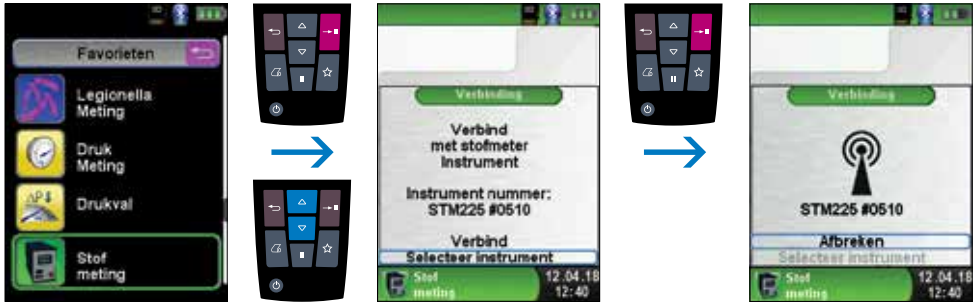 Favorieten
Legionella
Meting
Druk
Meting
ΔP↕
Drukval
Stof
meting
Verbinding
Verbind
met stofmeter
Instrument
Instrument nummer:
STM225 #0510
Verbind
Selecteer instrument
Stof
meting
12.04.18
12:40
Verbinding
STM225 #0510
Afbreken
Selecteer instrument
Stof
meting
12.04.18
12:40